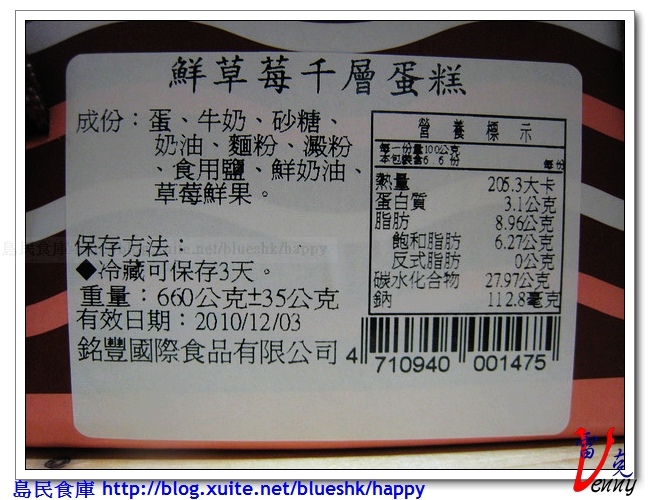 鮮草莓千層蛋糕
成份：蛋、牛奶、砂糖、
奶油、麵粉、澱粉
、食用鹽、鮮奶油、
草莓鮮果。
保存方法：
◆冷藏可保存3天。
重量：660公克±35公克
有效日期：2010/12/03
銘豐國際食品有限公司
營養標示
每一份量100公克
本包裝含6.6份
每份
熱量 205.3大卡
蛋白質 3.1公克
脂肪 8.96公克
飽和脂肪 6.27公克
反式脂肪 0公克
碳水化合物 27.97公克
鈉 112.8毫克
4 710940 001475
島民食庫 http://blog.xuite.net/blueshk/happy
雷克
Venny